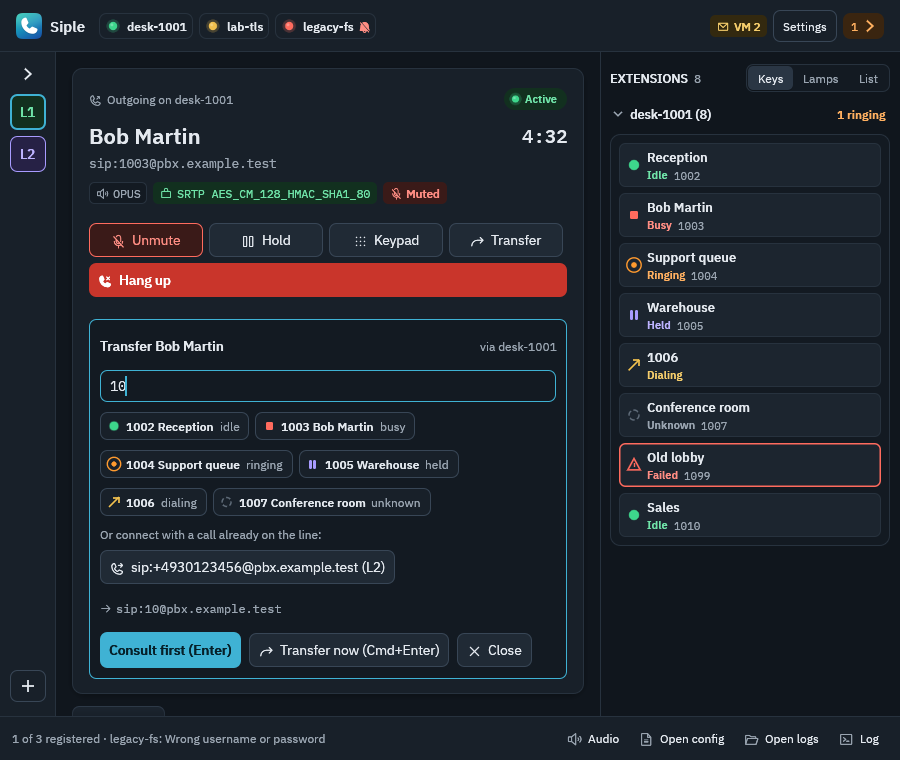 Siple desk-1001 lab-tls legacy-fs VM 2 Settings 1
L1
L2
Outgoing on desk-1001 Active
Bob Martin 4:32
sip:1003@pbx.example.test
OPUS SRTP AES_CM_128_HMAC_SHA1_80 Muted
Unmute Hold Keypad Transfer
Hang up
Transfer Bob Martin via desk-1001
10
1002 Reception idle 1003 Bob Martin busy
1004 Support queue ringing 1005 Warehouse held
1006 dialing 1007 Conference room unknown
Or connect with a call already on the line:
sip:+4930123456@pbx.example.test (L2)
→ sip:10@pbx.example.test
Consult first (Enter) Transfer now (Cmd+Enter) Close
EXTENSIONS 8 Keys Lamps List
desk-1001 (8) 1 ringing
Reception
Idle 1002
Bob Martin
Busy 1003
Support queue
Ringing 1004
Warehouse
Held 1005
1006
Dialing
Conference room
Unknown 1007
Old lobby
Failed 1099
Sales
Idle 1010
1 of 3 registered · legacy-fs: Wrong username or password Audio Open config Open logs Log